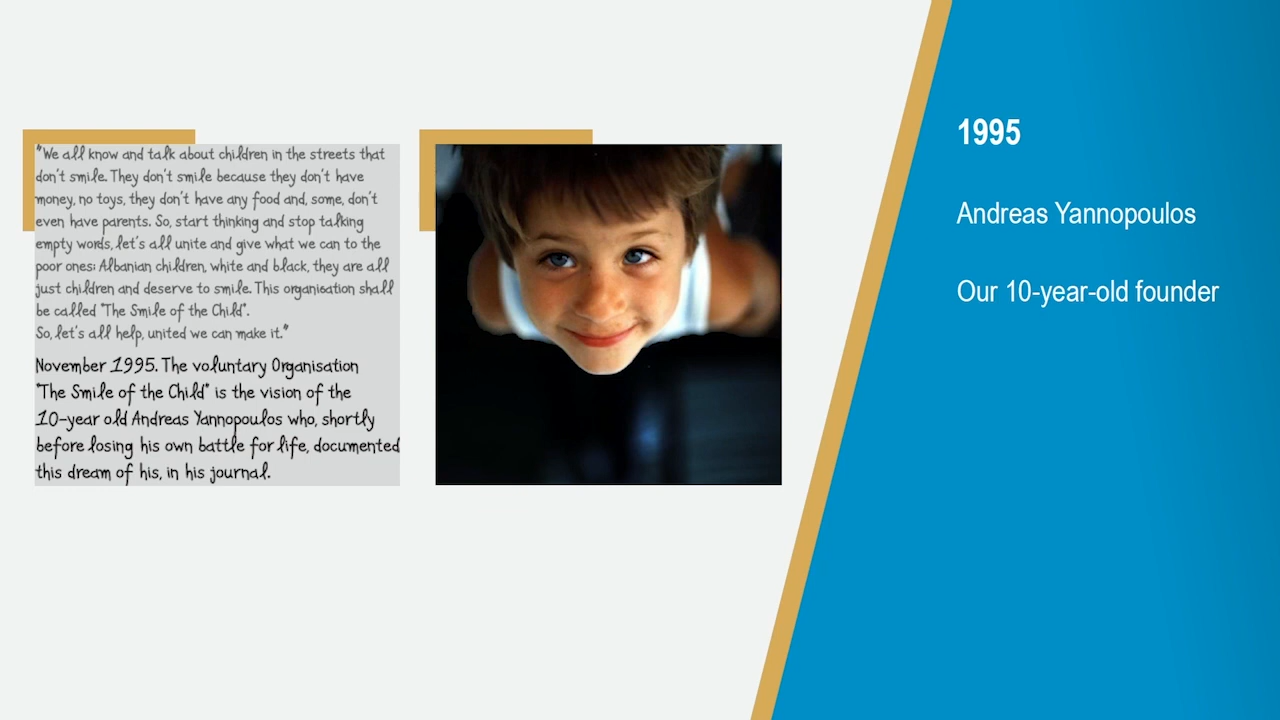 "We all know and talk about children in the streets that
don't smile. They don't smile because they don't have
money, no toys, they don't have any food and, some, don't
even have parents. So, start thinking and stop talking
empty words, let's all unite and give what we can to the
poor ones: Albanian children, white and black, they are all
just children and deserve to smile. This organisation shall
be called "The Smile of the Child".
So, let's all help, united we can make it."
November 1995. The voluntary Organisation
"The Smile of the Child" is the vision of the
10-year old Andreas Yannopoulos who, shortly
before losing his own battle for life, documented
this dream of his, in his journal.
1995
Andreas Yannopoulos
Our 10-year-old founder